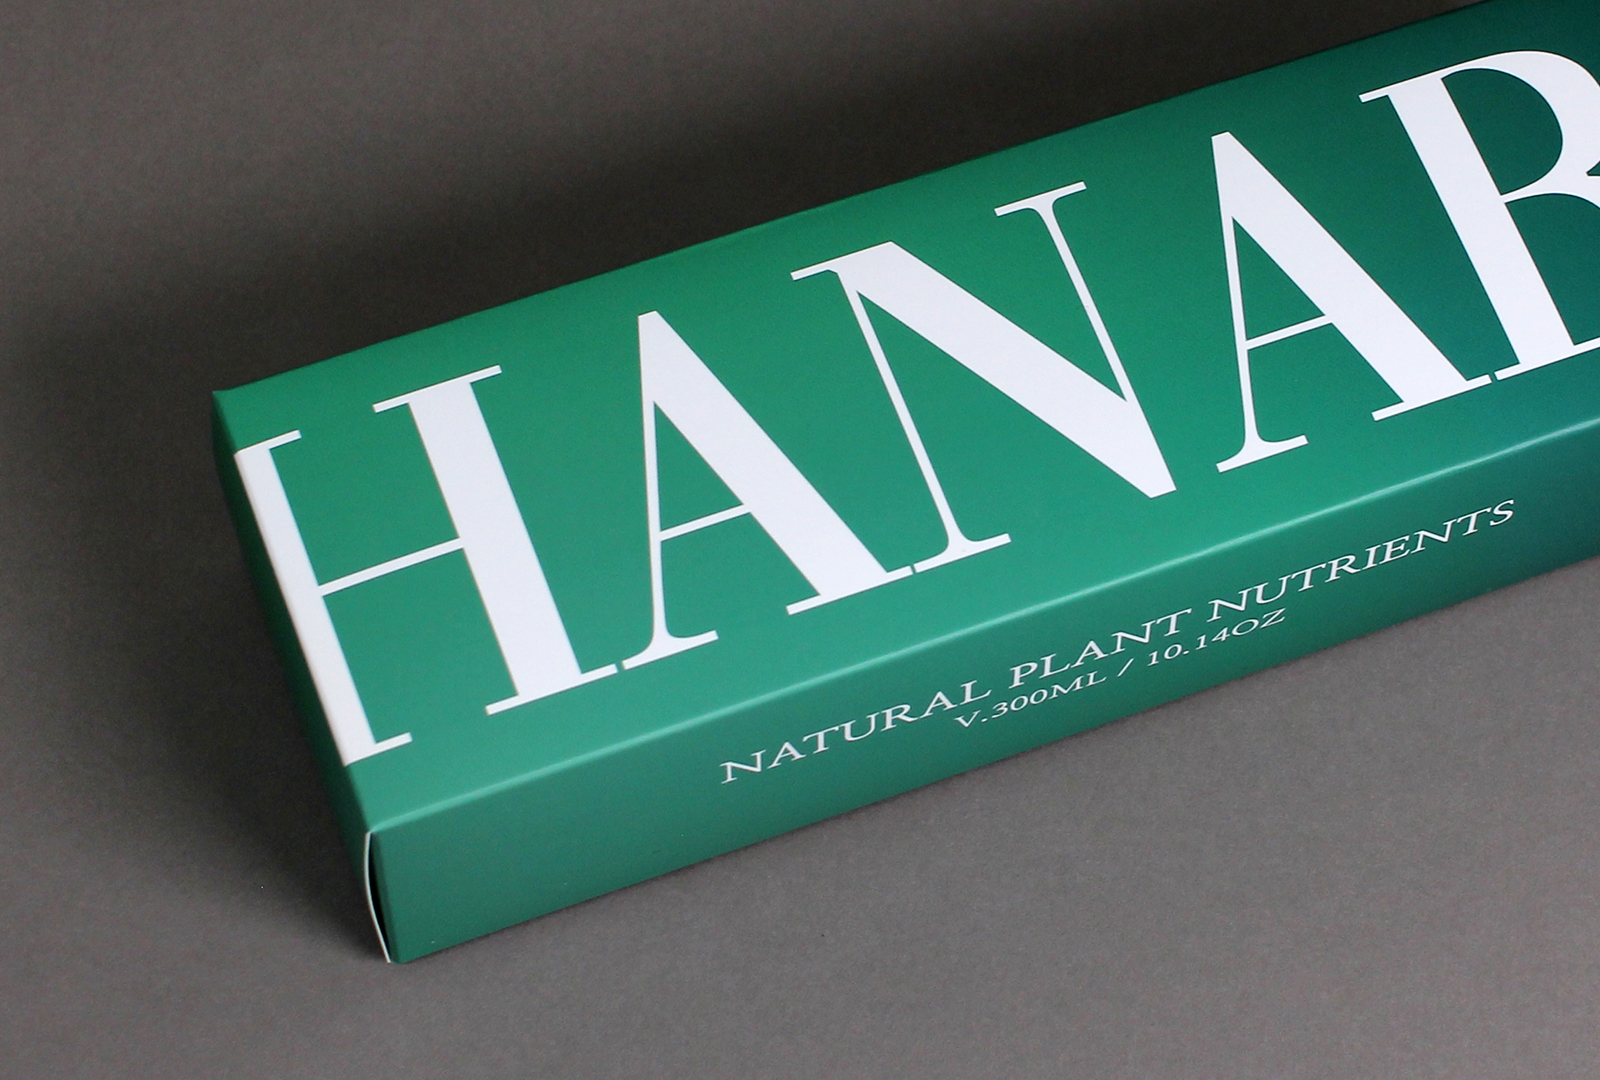 HANAB
NATURAL PLANT NUTRIENTS
V.300ML / 10.14OZ